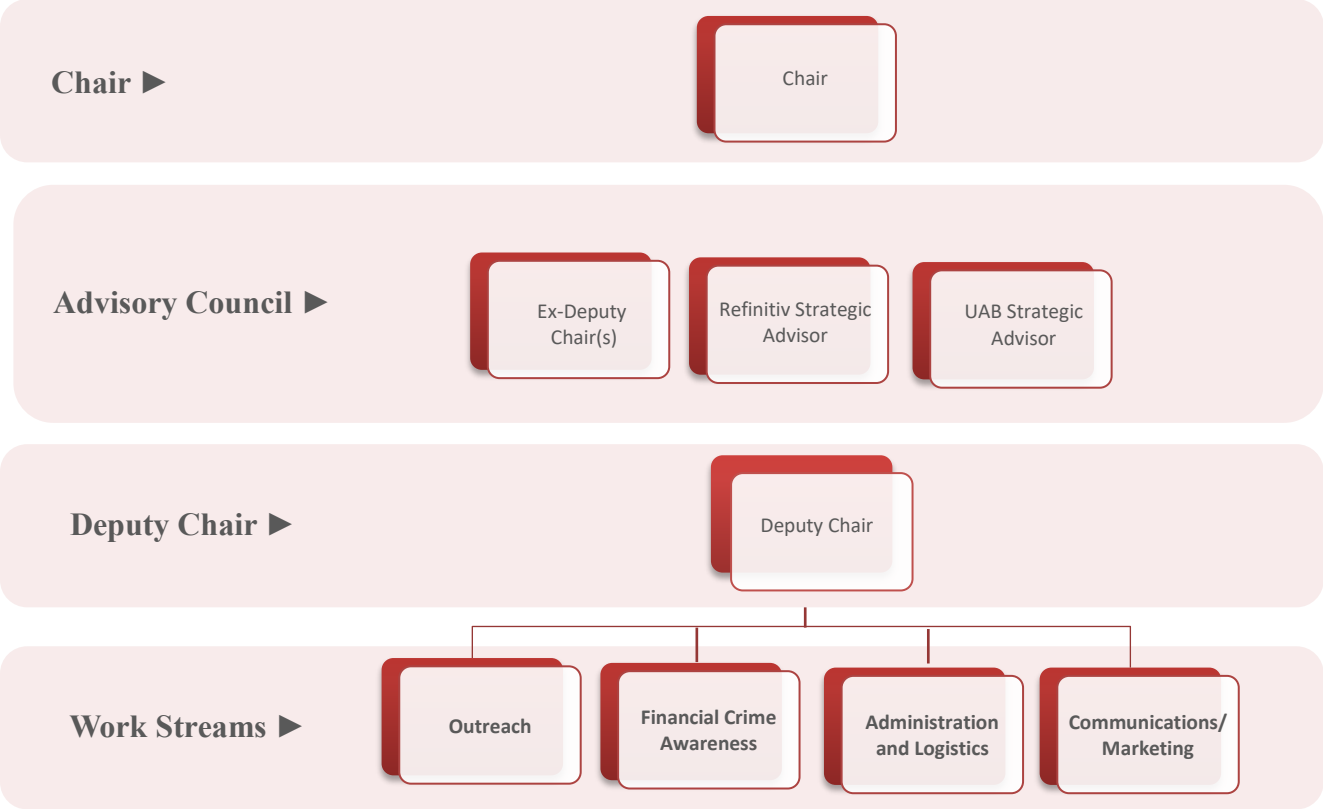 Chair ►
Chair
Advisory Council ►
Ex-Deputy
Chair(s)
Refinitiv Strategic
Advisor
UAB Strategic
Advisor
Deputy Chair ►
Deputy Chair
Work Streams ►
Outreach
Financial Crime
Awareness
Administration
and Logistics
Communications/
Marketing